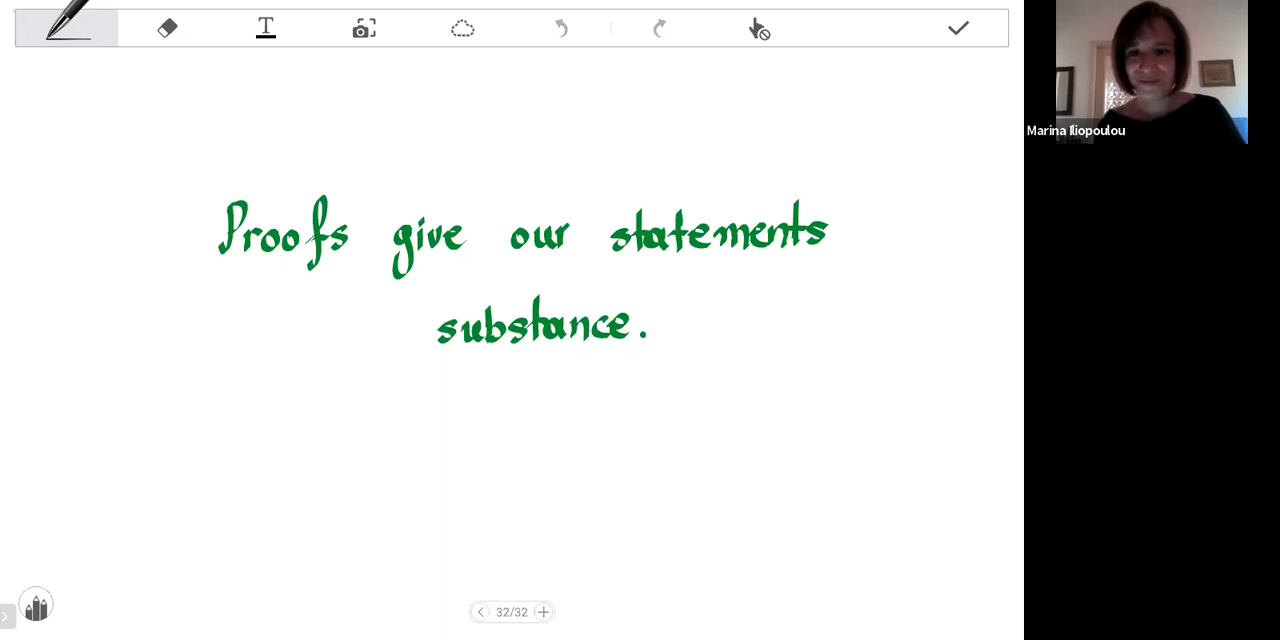 T
Marina Iliopoulou
Proofs give our statements
substance.
32/32